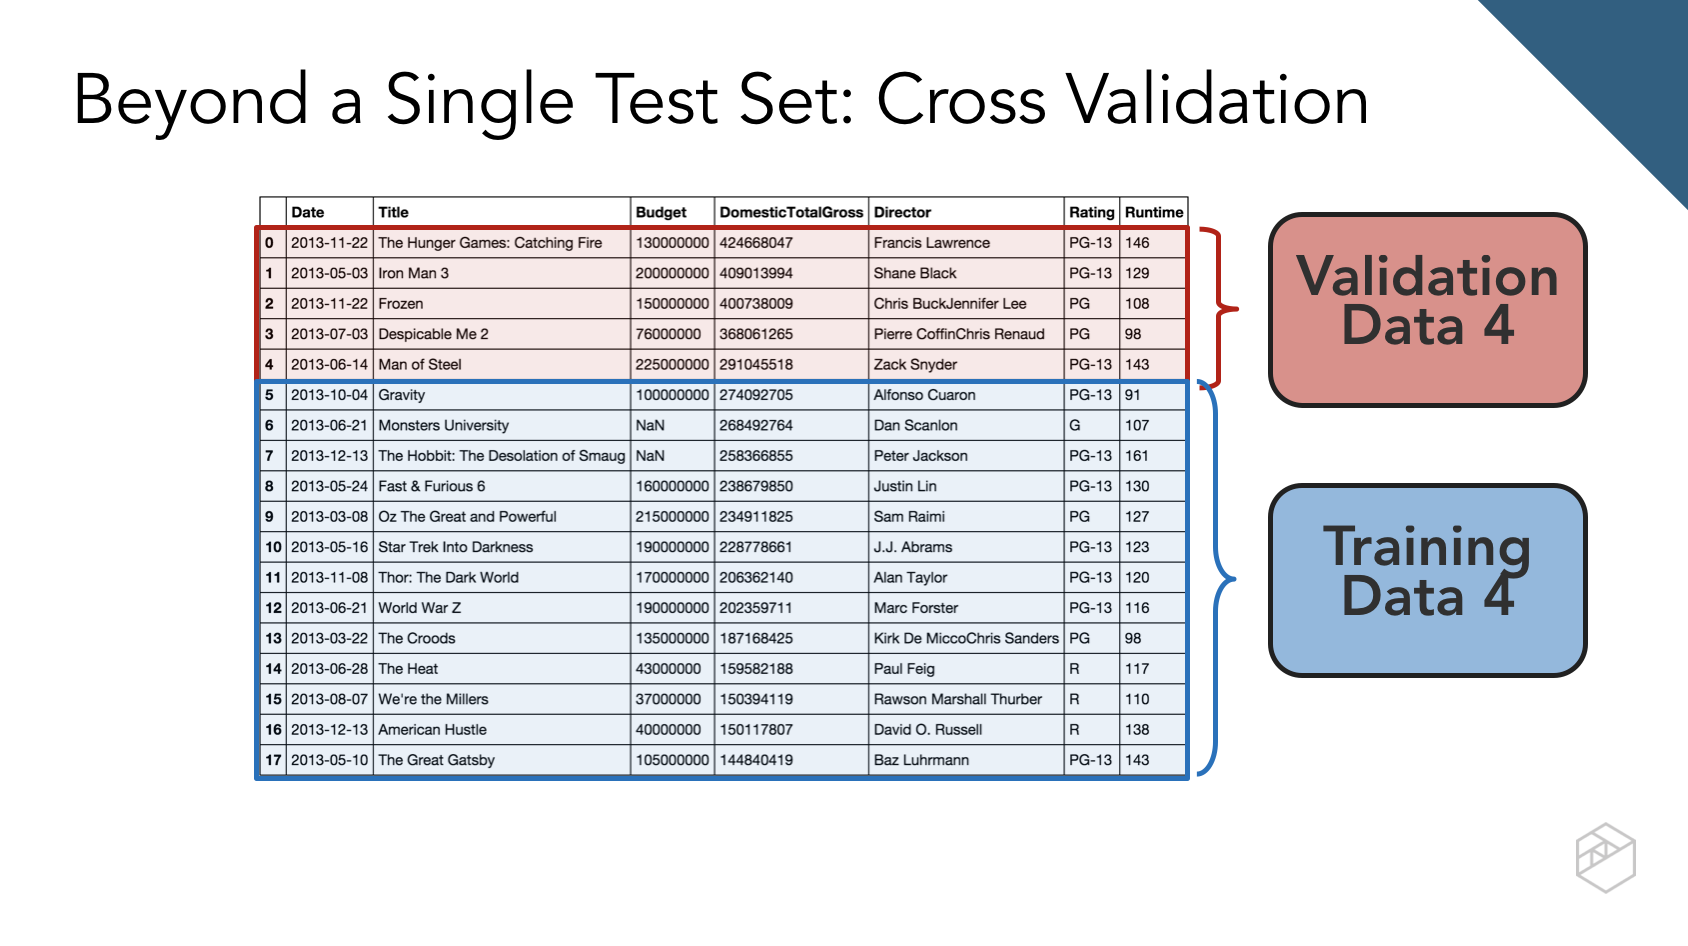 Beyond a Single Test Set: Cross Validation
Date Title Budget DomesticTotalGross Director Rating Runtime
0 2013-11-22 The Hunger Games: Catching Fire 130000000 424668047 Francis Lawrence PG-13 146
1 2013-05-03 Iron Man 3 200000000 409013994 Shane Black PG-13 129
2 2013-11-22 Frozen 150000000 400738009 Chris BuckJennifer Lee PG 108
3 2013-07-03 Despicable Me 2 76000000 368061265 Pierre CoffinChris Renaud PG 98
4 2013-06-14 Man of Steel 225000000 291045518 Zack Snyder PG-13 143
5 2013-10-04 Gravity 100000000 274092705 Alfonso Cuaron PG-13 91
6 2013-06-21 Monsters University NaN 268492764 Dan Scanlon G 107
7 2013-12-13 The Hobbit: The Desolation of Smaug NaN 258366855 Peter Jackson PG-13 161
8 2013-05-24 Fast & Furious 6 160000000 238679850 Justin Lin PG-13 130
9 2013-03-08 Oz The Great and Powerful 215000000 234911825 Sam Raimi PG 127
10 2013-05-16 Star Trek Into Darkness 190000000 228778661 J.J. Abrams PG-13 123
11 2013-11-08 Thor: The Dark World 170000000 206362140 Alan Taylor PG-13 120
12 2013-06-21 World War Z 190000000 202359711 Marc Forster PG-13 116
13 2013-03-22 The Croods 135000000 187168425 Kirk De MiccoChris Sanders PG 98
14 2013-06-28 The Heat 43000000 159582188 Paul Feig R 117
15 2013-08-07 We're the Millers 37000000 150394119 Rawson Marshall Thurber R 110
16 2013-12-13 American Hustle 40000000 150117807 David O. Russell R 138
17 2013-05-10 The Great Gatsby 105000000 144840419 Baz Luhrmann PG-13 143
Validation
Data 4
Training
Data 4